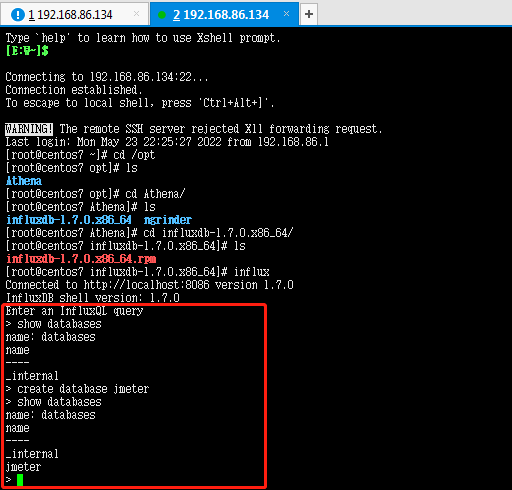 1 192.168.86.134 × 2 192.168.86.134 × +
Type `help' to learn how to use Xshell prompt.
[E:\~]$
Connecting to 192.168.86.134:22...
Connection established.
To escape to local shell, press 'Ctrl+Alt+]'.
WARNING! The remote SSH server rejected X11 forwarding request.
Last login: Mon May 23 22:25:27 2022 from 192.168.86.1
[root@centos7 ~]# cd /opt
[root@centos7 opt]# ls
Athena
[root@centos7 opt]# cd Athena/
[root@centos7 Athena]# ls
influxdb-1.7.0.x86_64 ngrinder
[root@centos7 Athena]# cd influxdb-1.7.0.x86_64/
[root@centos7 influxdb-1.7.0.x86_64]# ls
influxdb-1.7.0.x86_64.rpm
[root@centos7 influxdb-1.7.0.x86_64]# influx
Connected to http://localhost:8086 version 1.7.0
InfluxDB shell version: 1.7.0
Enter an InfluxQL query
> show databases
name: databases
name
----
_internal
> create database jmeter
> show databases
name: databases
name
----
_internal
jmeter
>